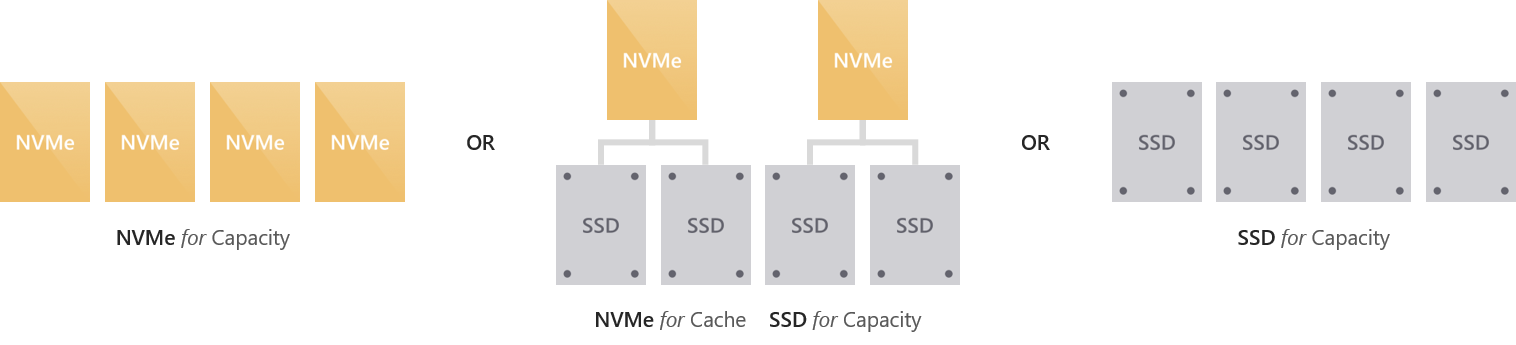 NVMe NVMe NVMe NVMe
NVMe for Capacity
OR
NVMe NVMe
SSD SSD SSD SSD
NVMe for Cache SSD for Capacity
OR
SSD SSD SSD SSD
SSD for Capacity